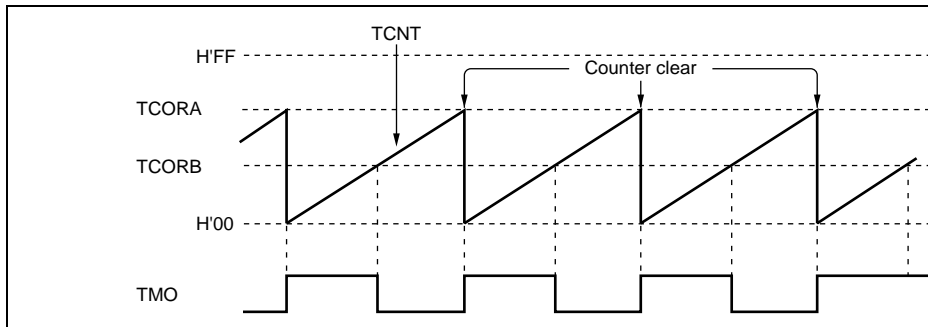 TCNT
H'FF
Counter clear
TCORA
TCORB
H'00
TMO